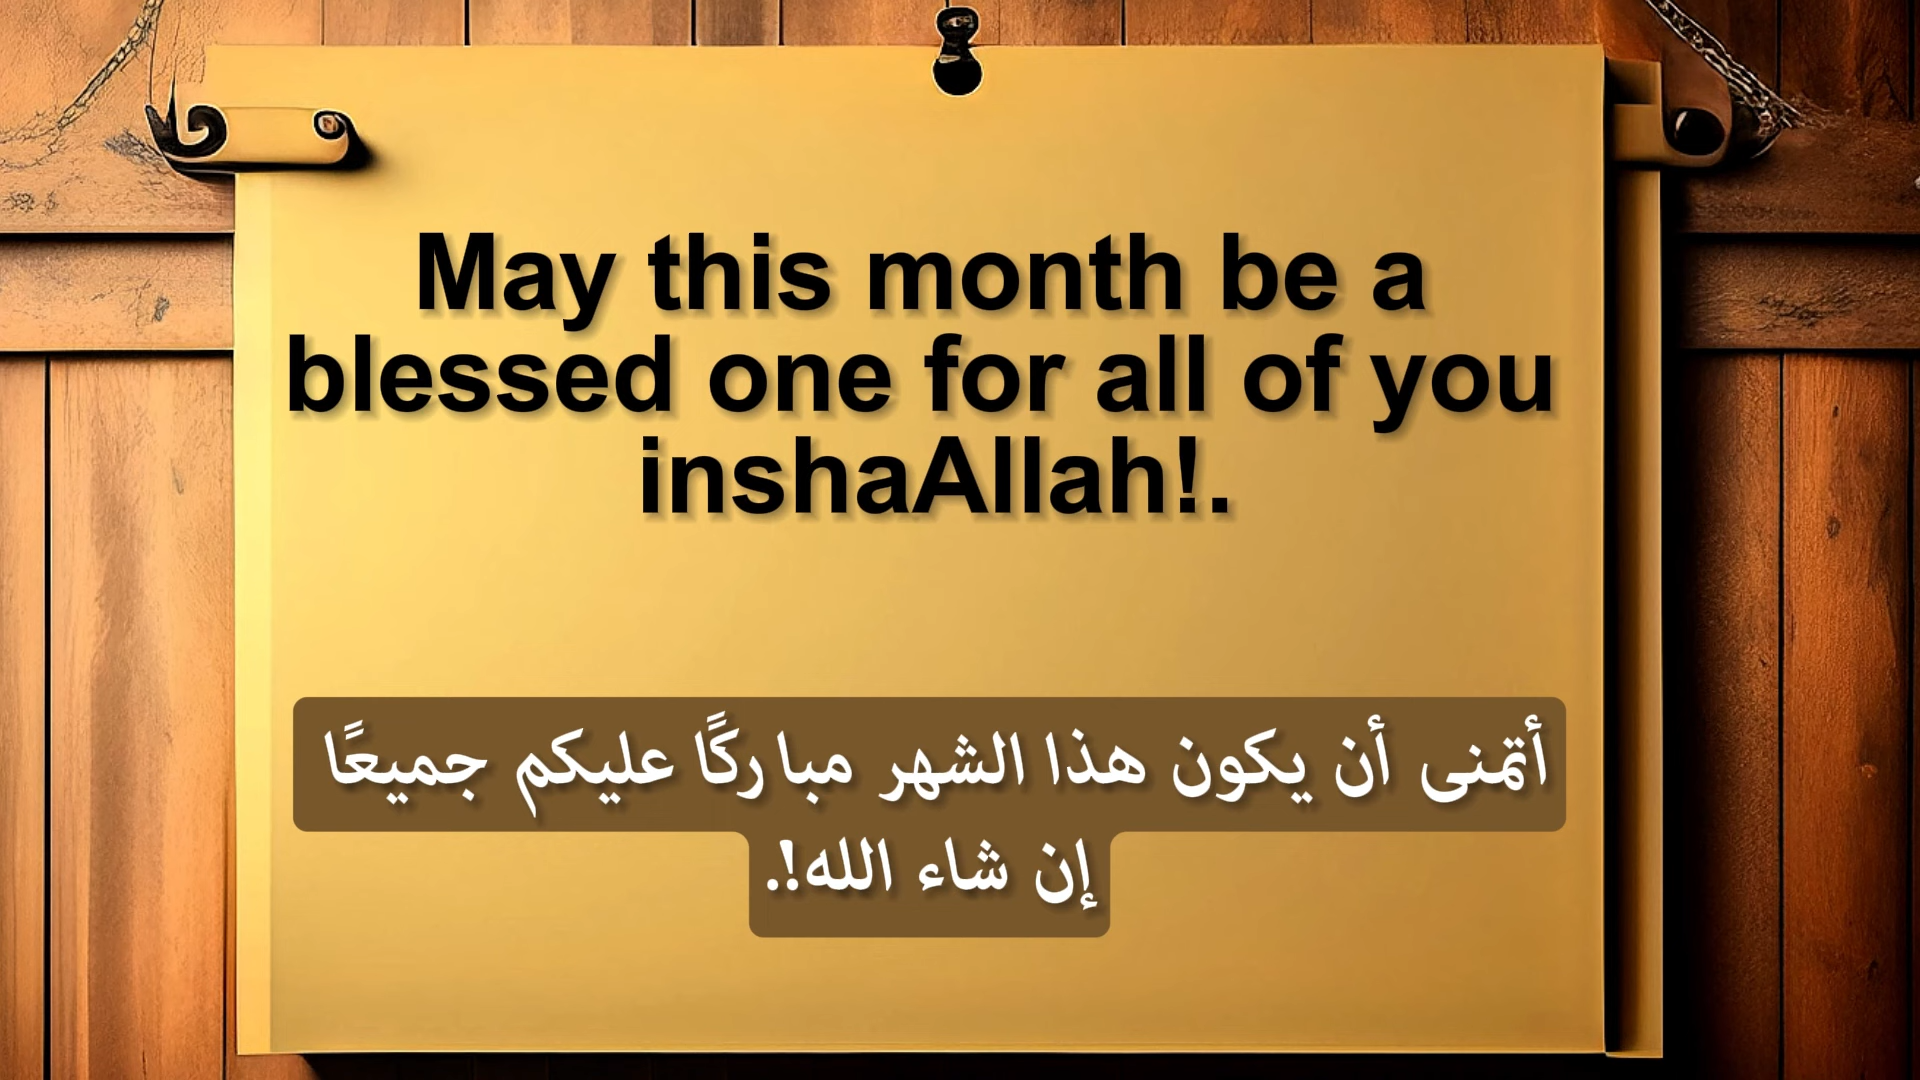 May this month be a
blessed one for all of you
inshaAllah!.
أتمنى أن يكون هذا الشهر مباركًا عليكم جميعًا
إن شاء الله!.